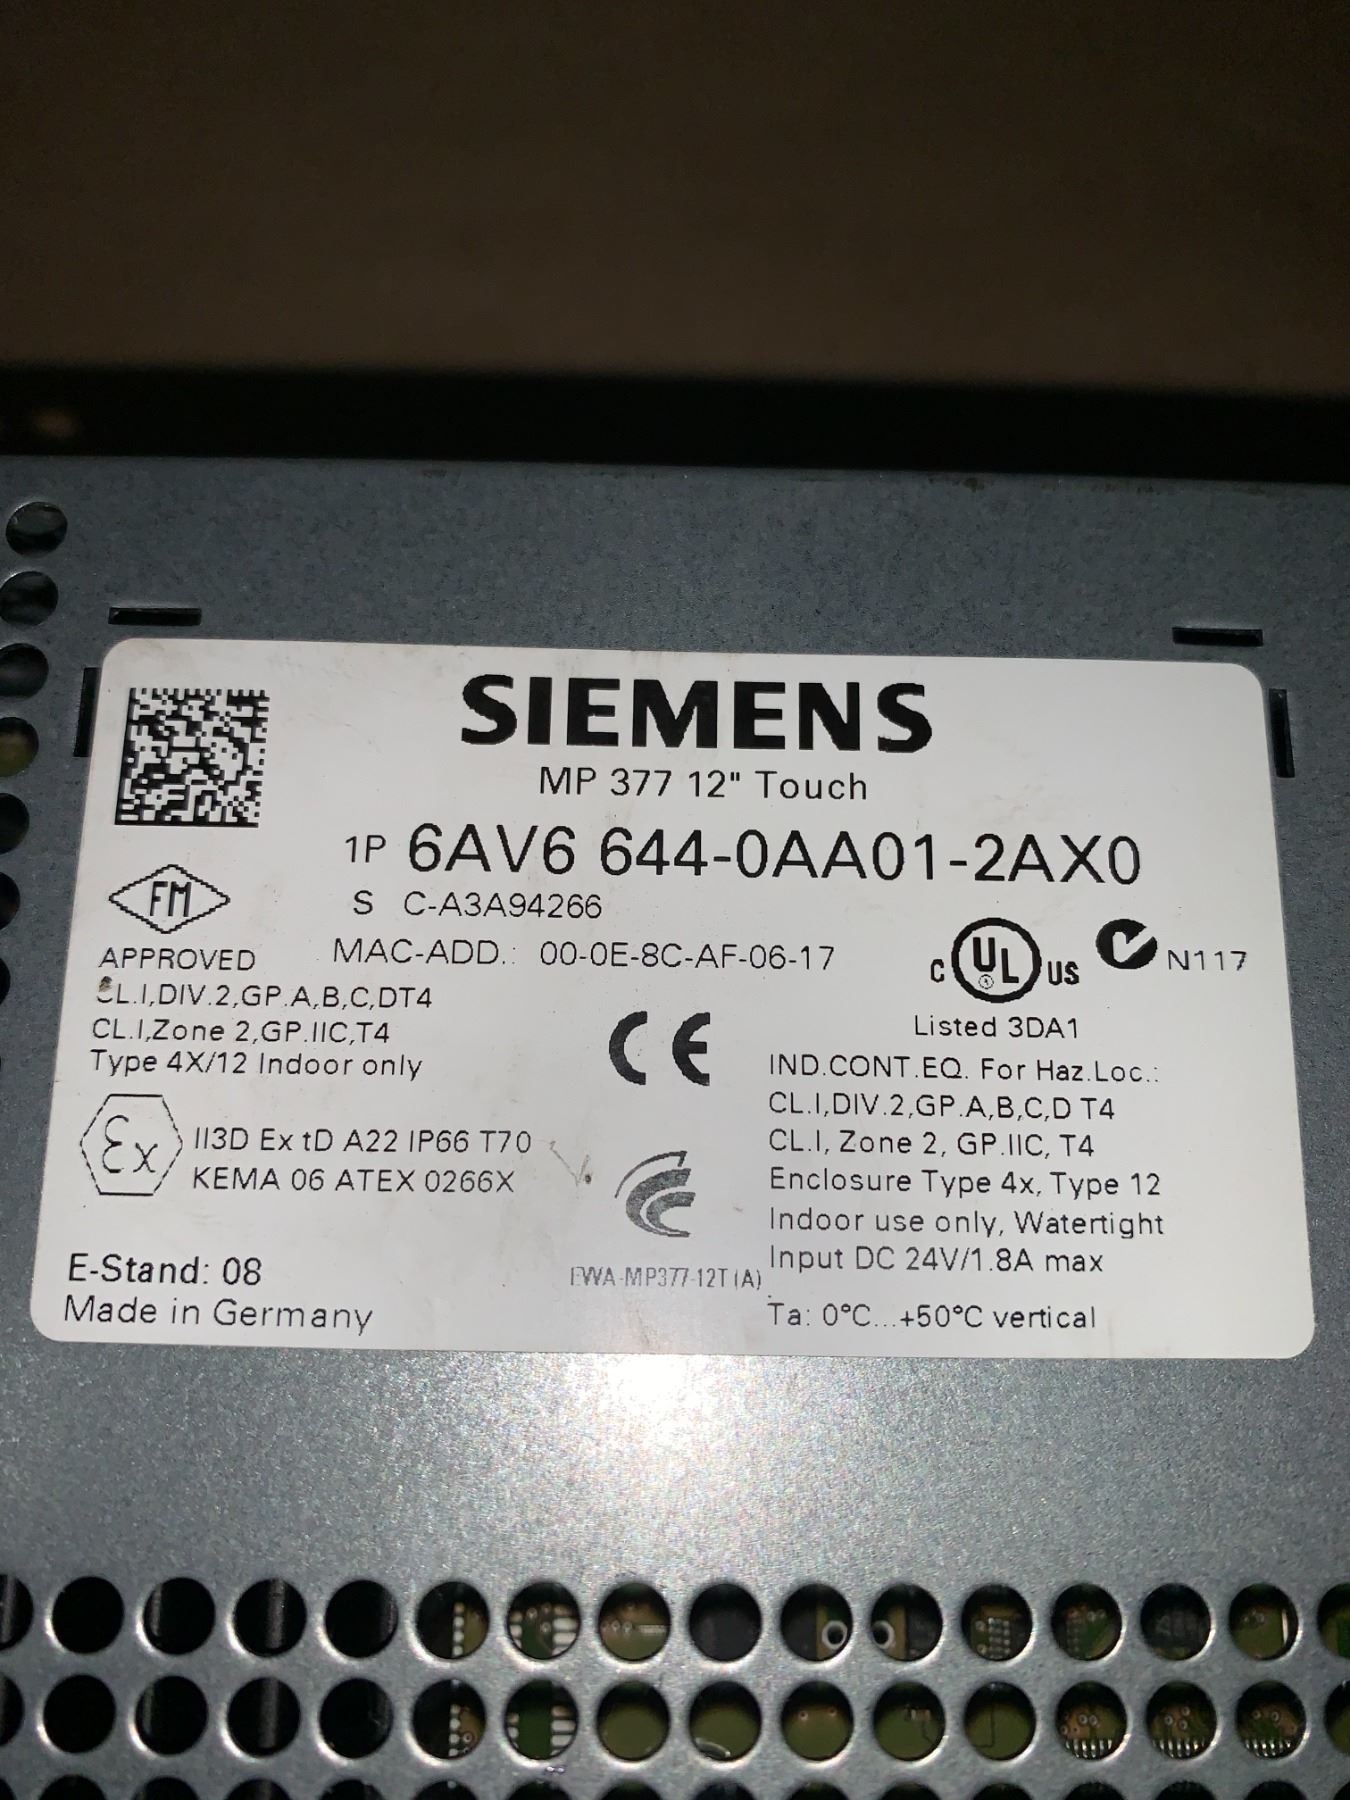 SIEMENS
MP 377 12" Touch
1P 6AV6 644-0AA01-2AX0
S C-A3A94266
MAC-ADD.: 00-0E-8C-AF-06-17
FM
APPROVED
CL.I,DIV.2,GP.A,B,C,DT4
CL.I,Zone 2,GP.IIC,T4
Type 4X/12 Indoor only
Ex
II3D Ex tD A22 IP66 T70
KEMA 06 ATEX 0266X
E-Stand: 08
Made in Germany
CE
EWA-MP377-12T(A)
C UL US
N117
Listed 3DA1
IND.CONT.EQ. For Haz.Loc.:
CL.I,DIV.2,GP.A,B,C,D T4
CL.I, Zone 2, GP.IIC, T4
Enclosure Type 4x, Type 12
Indoor use only, Watertight
Input DC 24V/1.8A max
Ta: 0°C...+50°C vertical